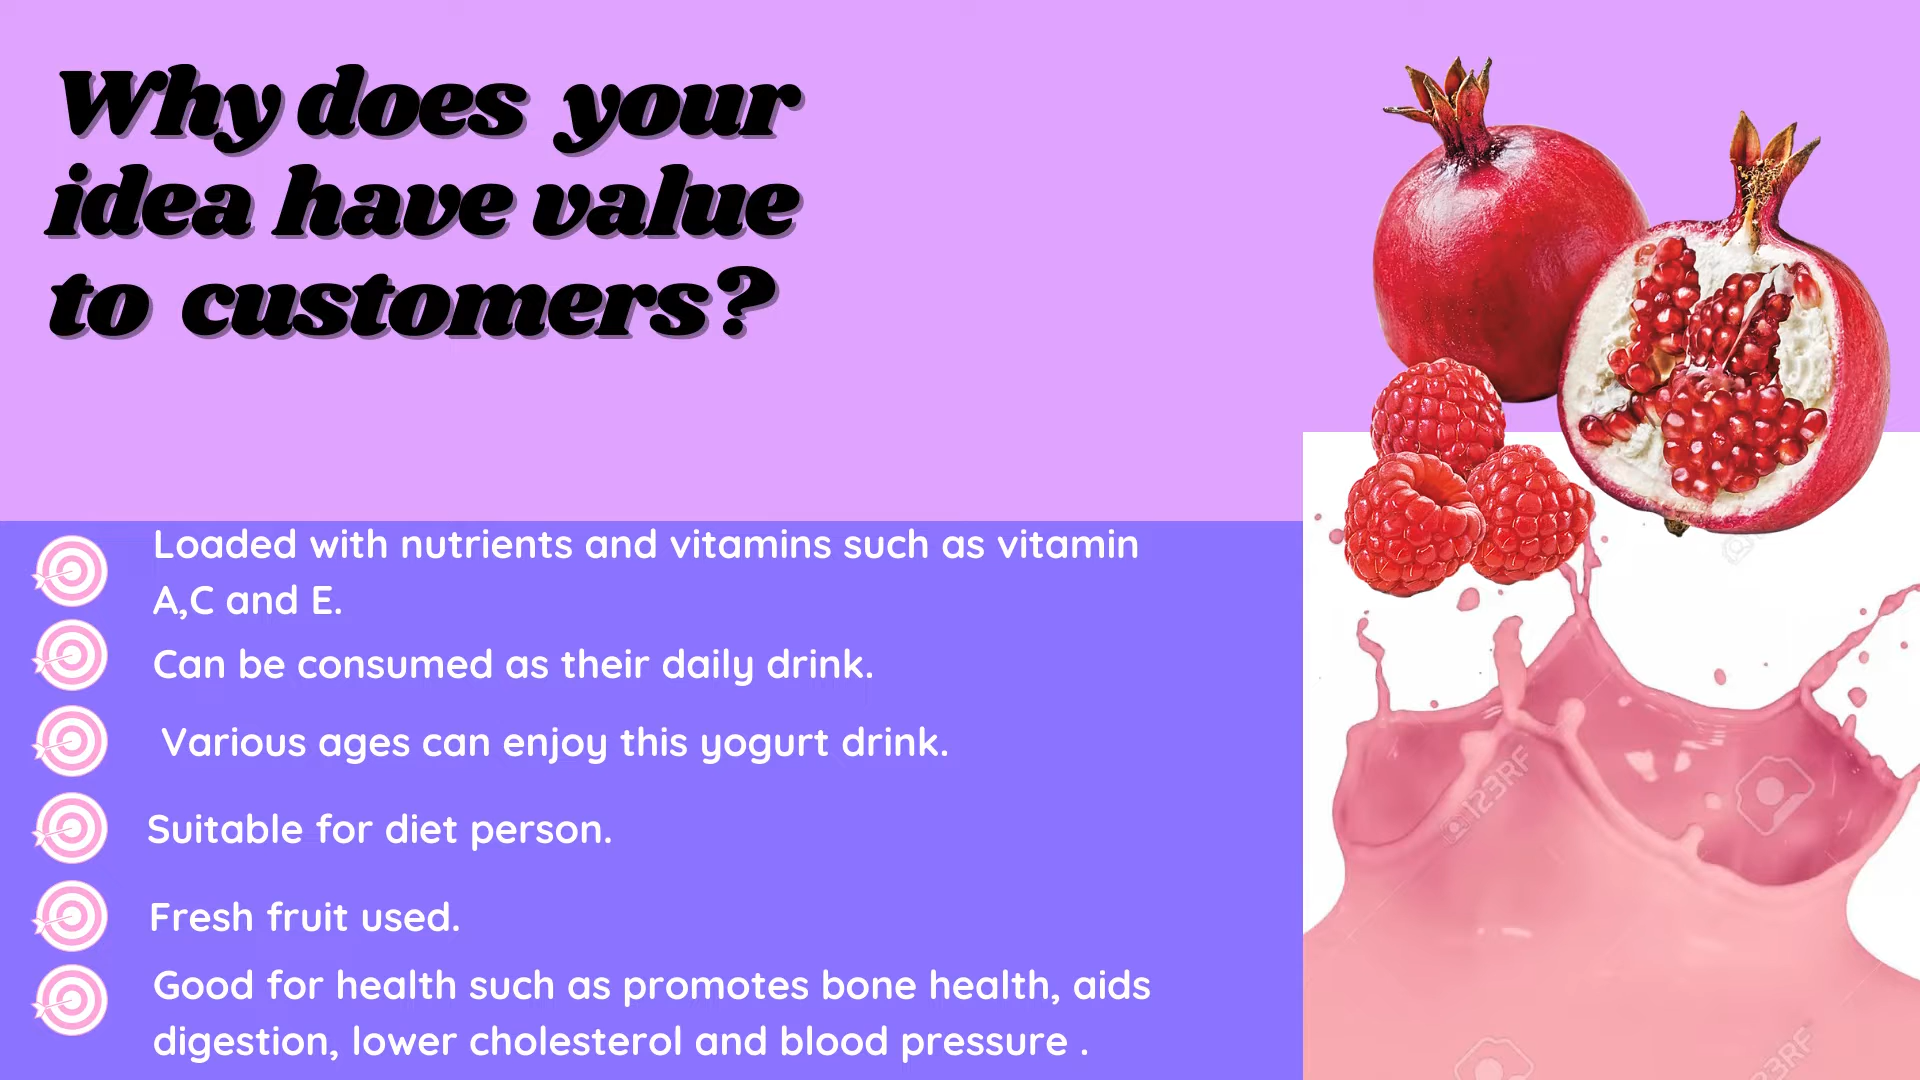 Why does your
idea have value
to customers?
Loaded with nutrients and vitamins such as vitamin
A,C and E.
Can be consumed as their daily drink.
Various ages can enjoy this yogurt drink.
Suitable for diet person.
Fresh fruit used.
Good for health such as promotes bone health, aids
digestion, lower cholesterol and blood pressure .
123RF
123RF